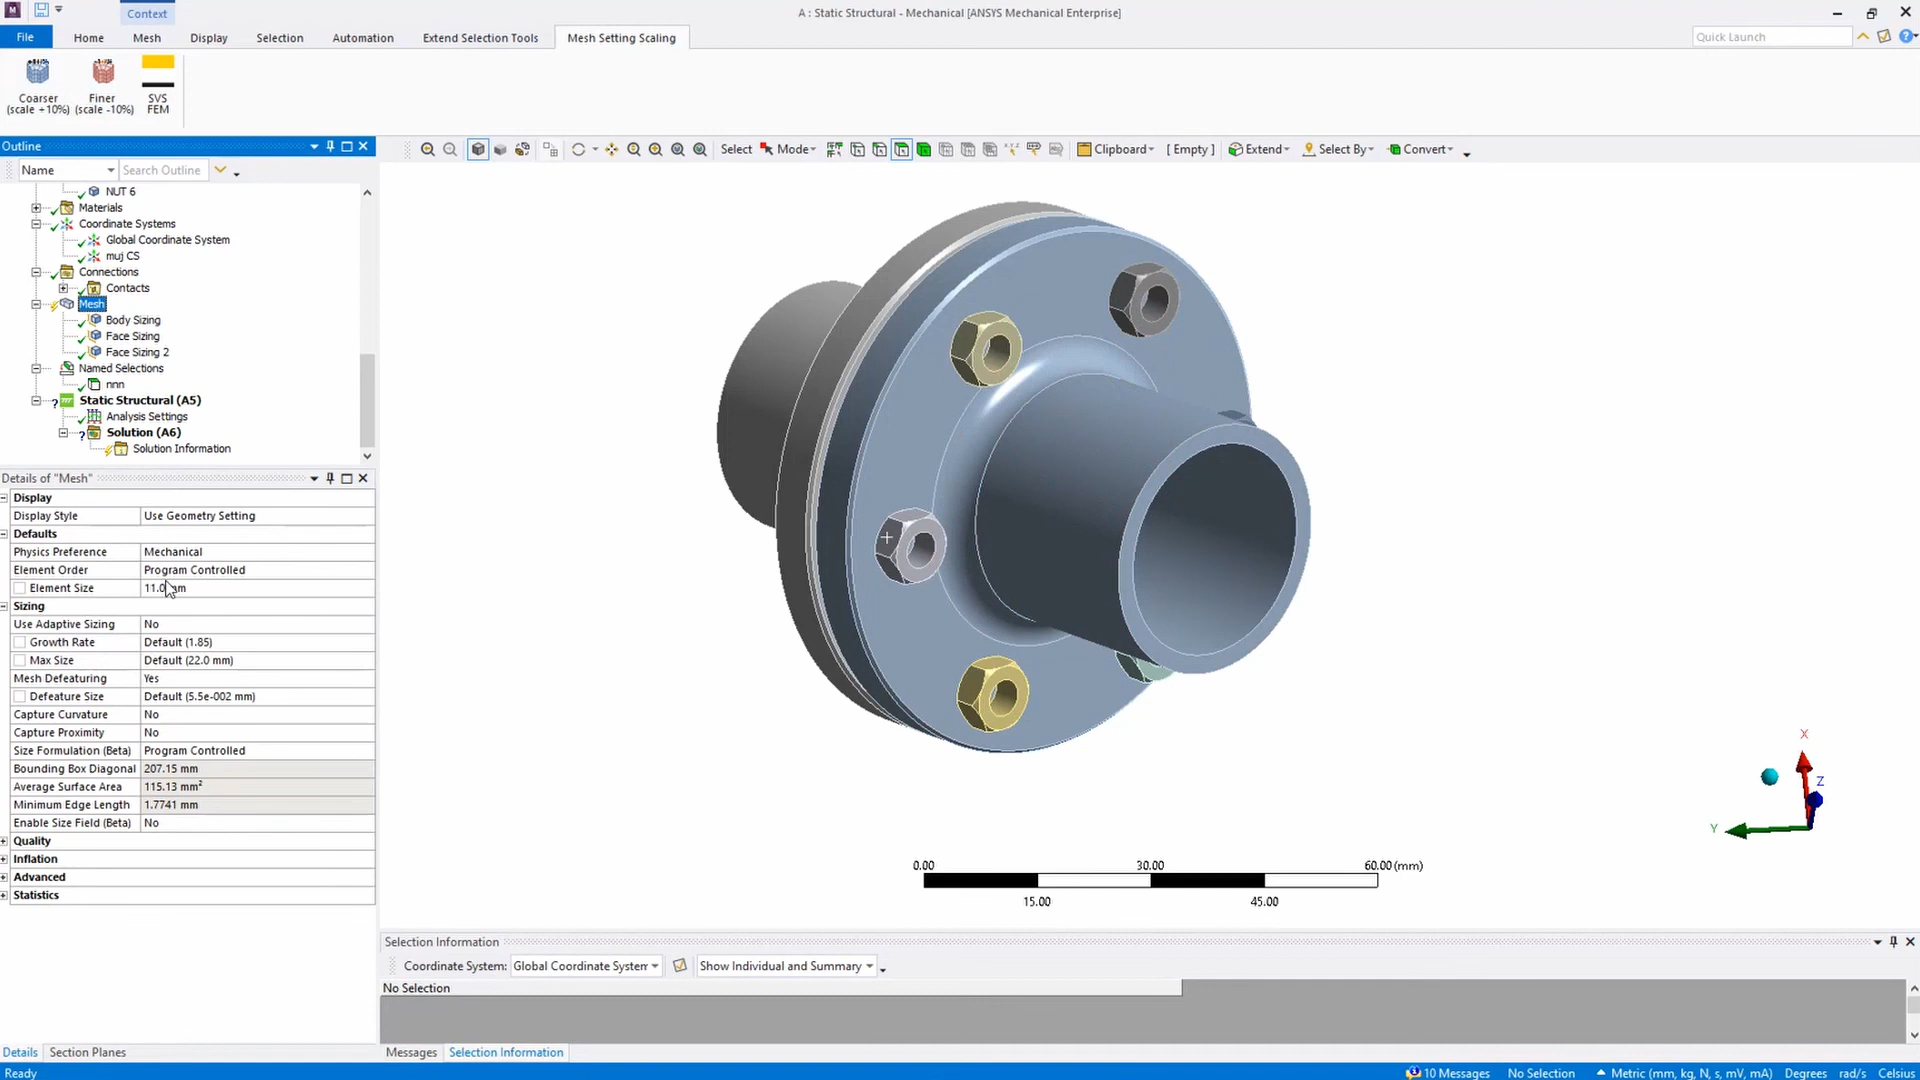 Context
A : Static Structural - Mechanical [ANSYS Mechanical Enterprise]
File Home Mesh Display Selection Automation Extend Selection Tools Mesh Setting Scaling
Quick Launch
Coarser (scale +10%)
Finer (scale -10%)
SVS FEM
Outline
Name Search Outline
Select Mode Clipboard [ Empty ] Extend Select By Convert
NUT 6
Materials
Coordinate Systems
Global Coordinate System
muj CS
Connections
Contacts
Mesh
Body Sizing
Face Sizing
Face Sizing 2
Named Selections
nnn
Static Structural (A5)
Analysis Settings
Solution (A6)
Solution Information
Details of "Mesh"
Display
Display Style Use Geometry Setting
Defaults
Physics Preference Mechanical
Element Order Program Controlled
Element Size
Sizing
Use Adaptive Sizing No
Growth Rate Default (1.85)
Max Size Default (22.0 mm)
Mesh Defeaturing Yes
Defeature Size Default (5.5e-002 mm)
Capture Curvature No
Capture Proximity No
Size Formulation (Beta) Program Controlled
Bounding Box Diagonal 207.15 mm
Average Surface Area 115.13 mm²
Minimum Edge Length 1.7741 mm
Enable Size Field (Beta) No
Quality
Inflation
Advanced
Statistics
X
Z
Y
0.00 30.00 60.00 (mm)
15.00 45.00
Selection Information
Coordinate System: Global Coordinate System Show Individual and Summary
No Selection
Details Section Planes
Messages Selection Information
Ready
10 Messages No Selection Metric (mm, kg, N, s, mV, mA) Degrees rad/s Celsius